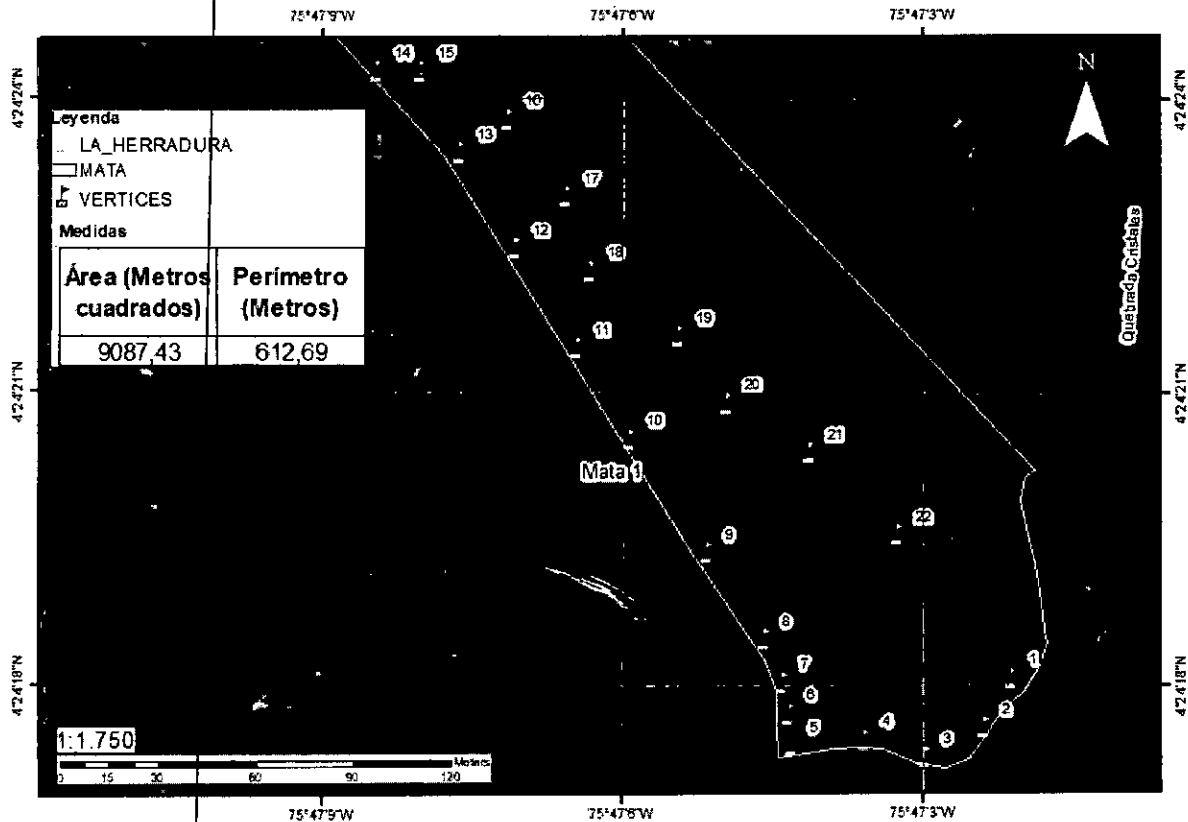 75°47'9"W
75°47'6"W
75°47'3"W
4°24'24"N
4°24'24"N
N
Leyenda
LA_HERRADURA
MATA
VERTICES
Medidas
Área (Metros cuadrados)
Perímetro (Metros)
9087,43
612,69
14
15
16
13
17
12
18
11
19
20
10
21
Mata 1
22
9
8
7
6
5
4
3
2
1
Quebrada Cristales
4°24'21"N
4°24'21"N
4°24'18"N
4°24'18"N
1:1.750
Metros
0 15 30 60 90 120
75°47'9"W
75°47'6"W
75°47'3"W